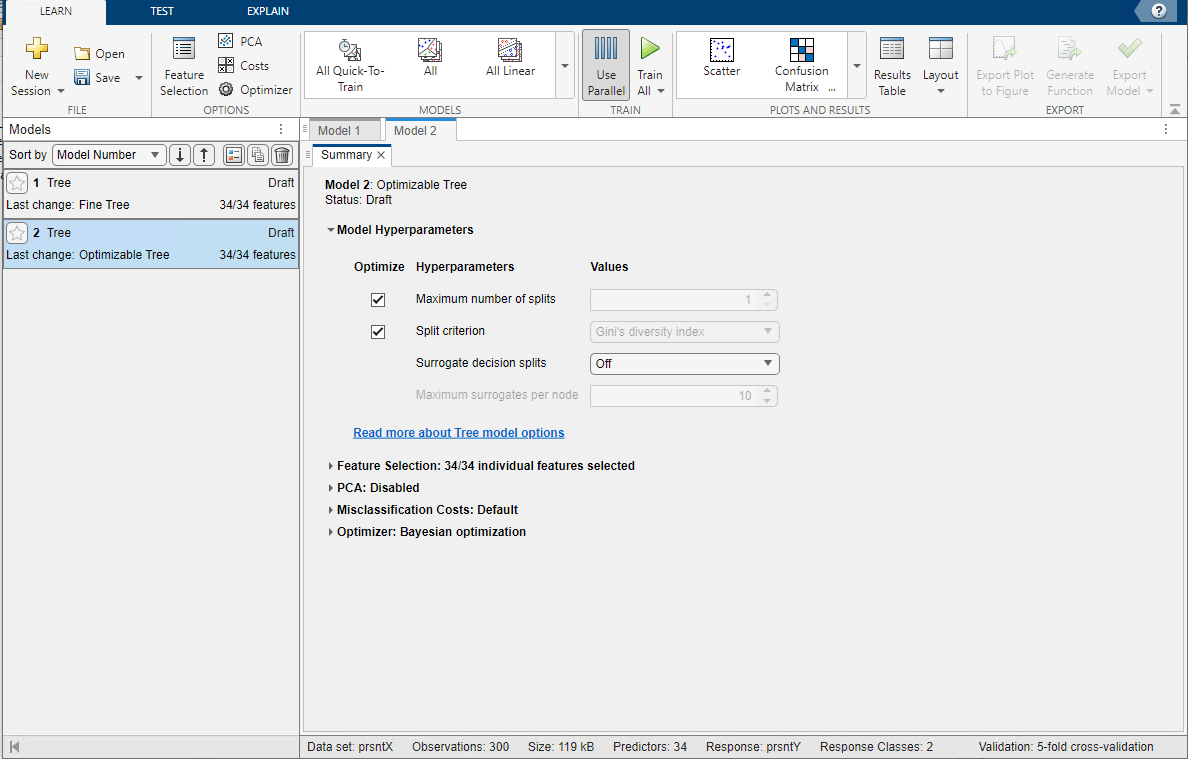 LEARN TEST EXPLAIN ?
New Session
Open
Save
FILE
Feature Selection
PCA
Costs
Optimizer
OPTIONS
All Quick-To-Train
All
All Linear
MODELS
Use Parallel
Train All
TRAIN
Scatter
Confusion Matrix ...
Results Table
Layout
PLOTS AND RESULTS
Export Plot to Figure
Generate Function
Export Model
EXPORT
Models
Sort by Model Number
1 Tree Draft
Last change: Fine Tree 34/34 features
2 Tree Draft
Last change: Optimizable Tree 34/34 features
Model 1 Model 2
Summary
Model 2: Optimizable Tree
Status: Draft
Model Hyperparameters
Optimize Hyperparameters Values
Maximum number of splits 1
Split criterion Gini's diversity index
Surrogate decision splits Off
Maximum surrogates per node 10
Read more about Tree model options
Feature Selection: 34/34 individual features selected
PCA: Disabled
Misclassification Costs: Default
Optimizer: Bayesian optimization
Data set: prsntX Observations: 300 Size: 119 kB Predictors: 34 Response: prsntY Response Classes: 2 Validation: 5-fold cross-validation